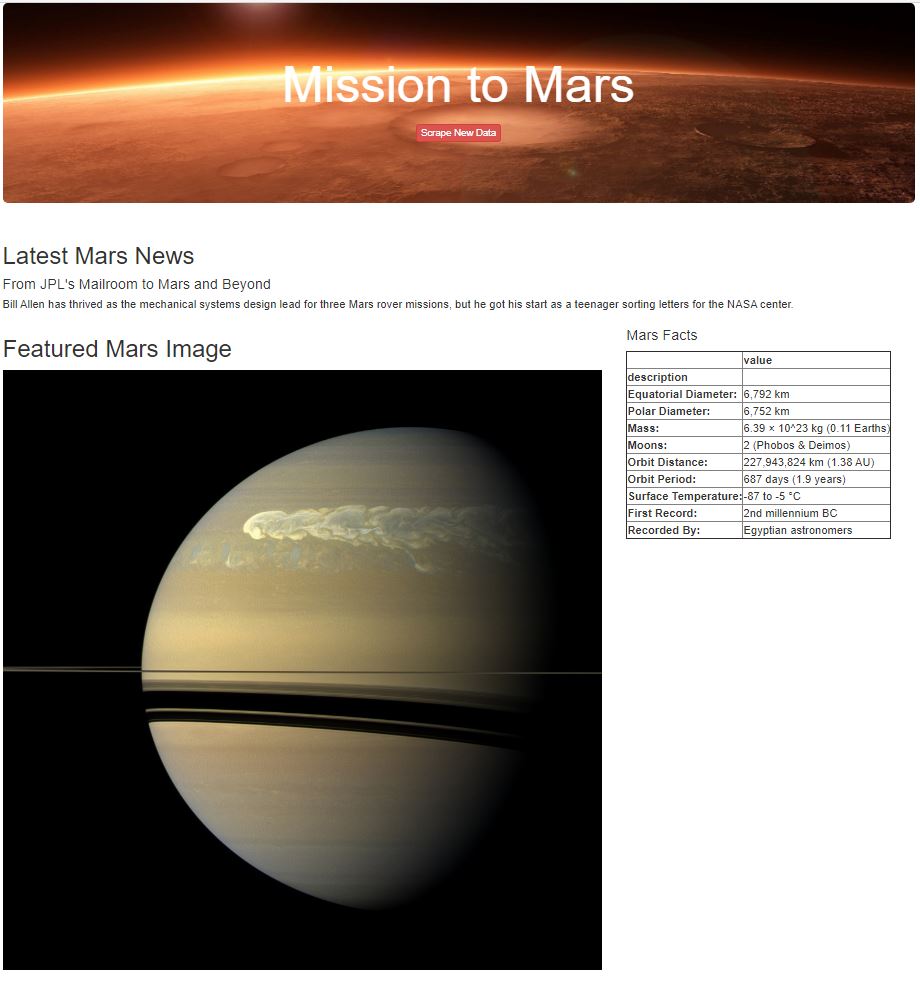 Mission to Mars
Scrape New Data
Latest Mars News
From JPL's Mailroom to Mars and Beyond
Bill Allen has thrived as the mechanical systems design lead for three Mars rover missions, but he got his start as a teenager sorting letters for the NASA center.
Featured Mars Image
Mars Facts
value
description
Equatorial Diameter: 6,792 km
Polar Diameter: 6,752 km
Mass: 6.39 × 10^23 kg (0.11 Earths)
Moons: 2 (Phobos & Deimos)
Orbit Distance: 227,943,824 km (1.38 AU)
Orbit Period: 687 days (1.9 years)
Surface Temperature: -87 to -5 °C
First Record: 2nd millennium BC
Recorded By: Egyptian astronomers